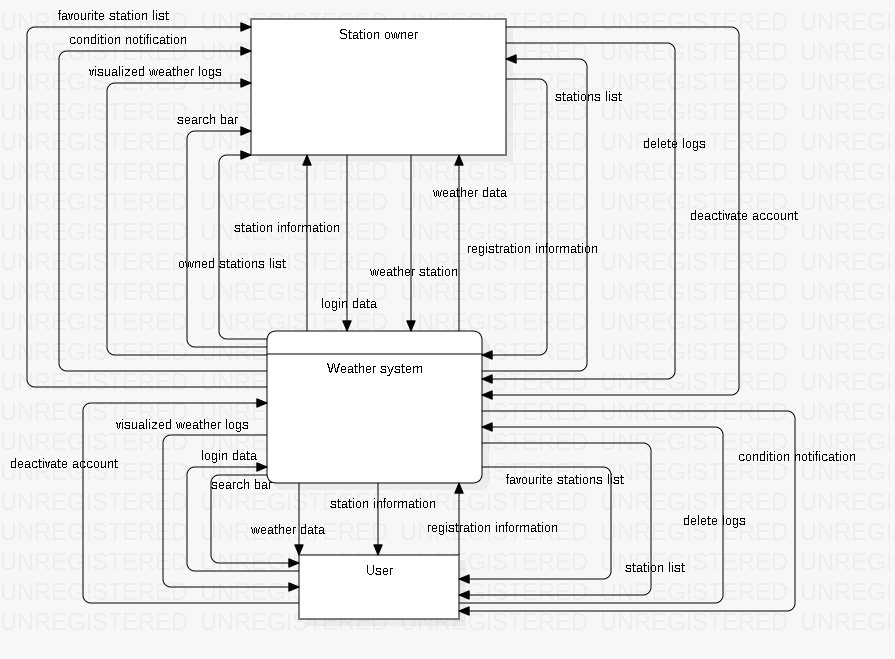 favourite station list
Station owner
condition notification
visualized weather logs
stations list
search bar
delete logs
weather data
deactivate account
station information
registration information
owned stations list
weather station
login data
Weather system
visualized weather logs
login data
condition notification
deactivate account
favourite stations list
search bar
station information
delete logs
weather data
registration information
station list
User
UNREGISTERED